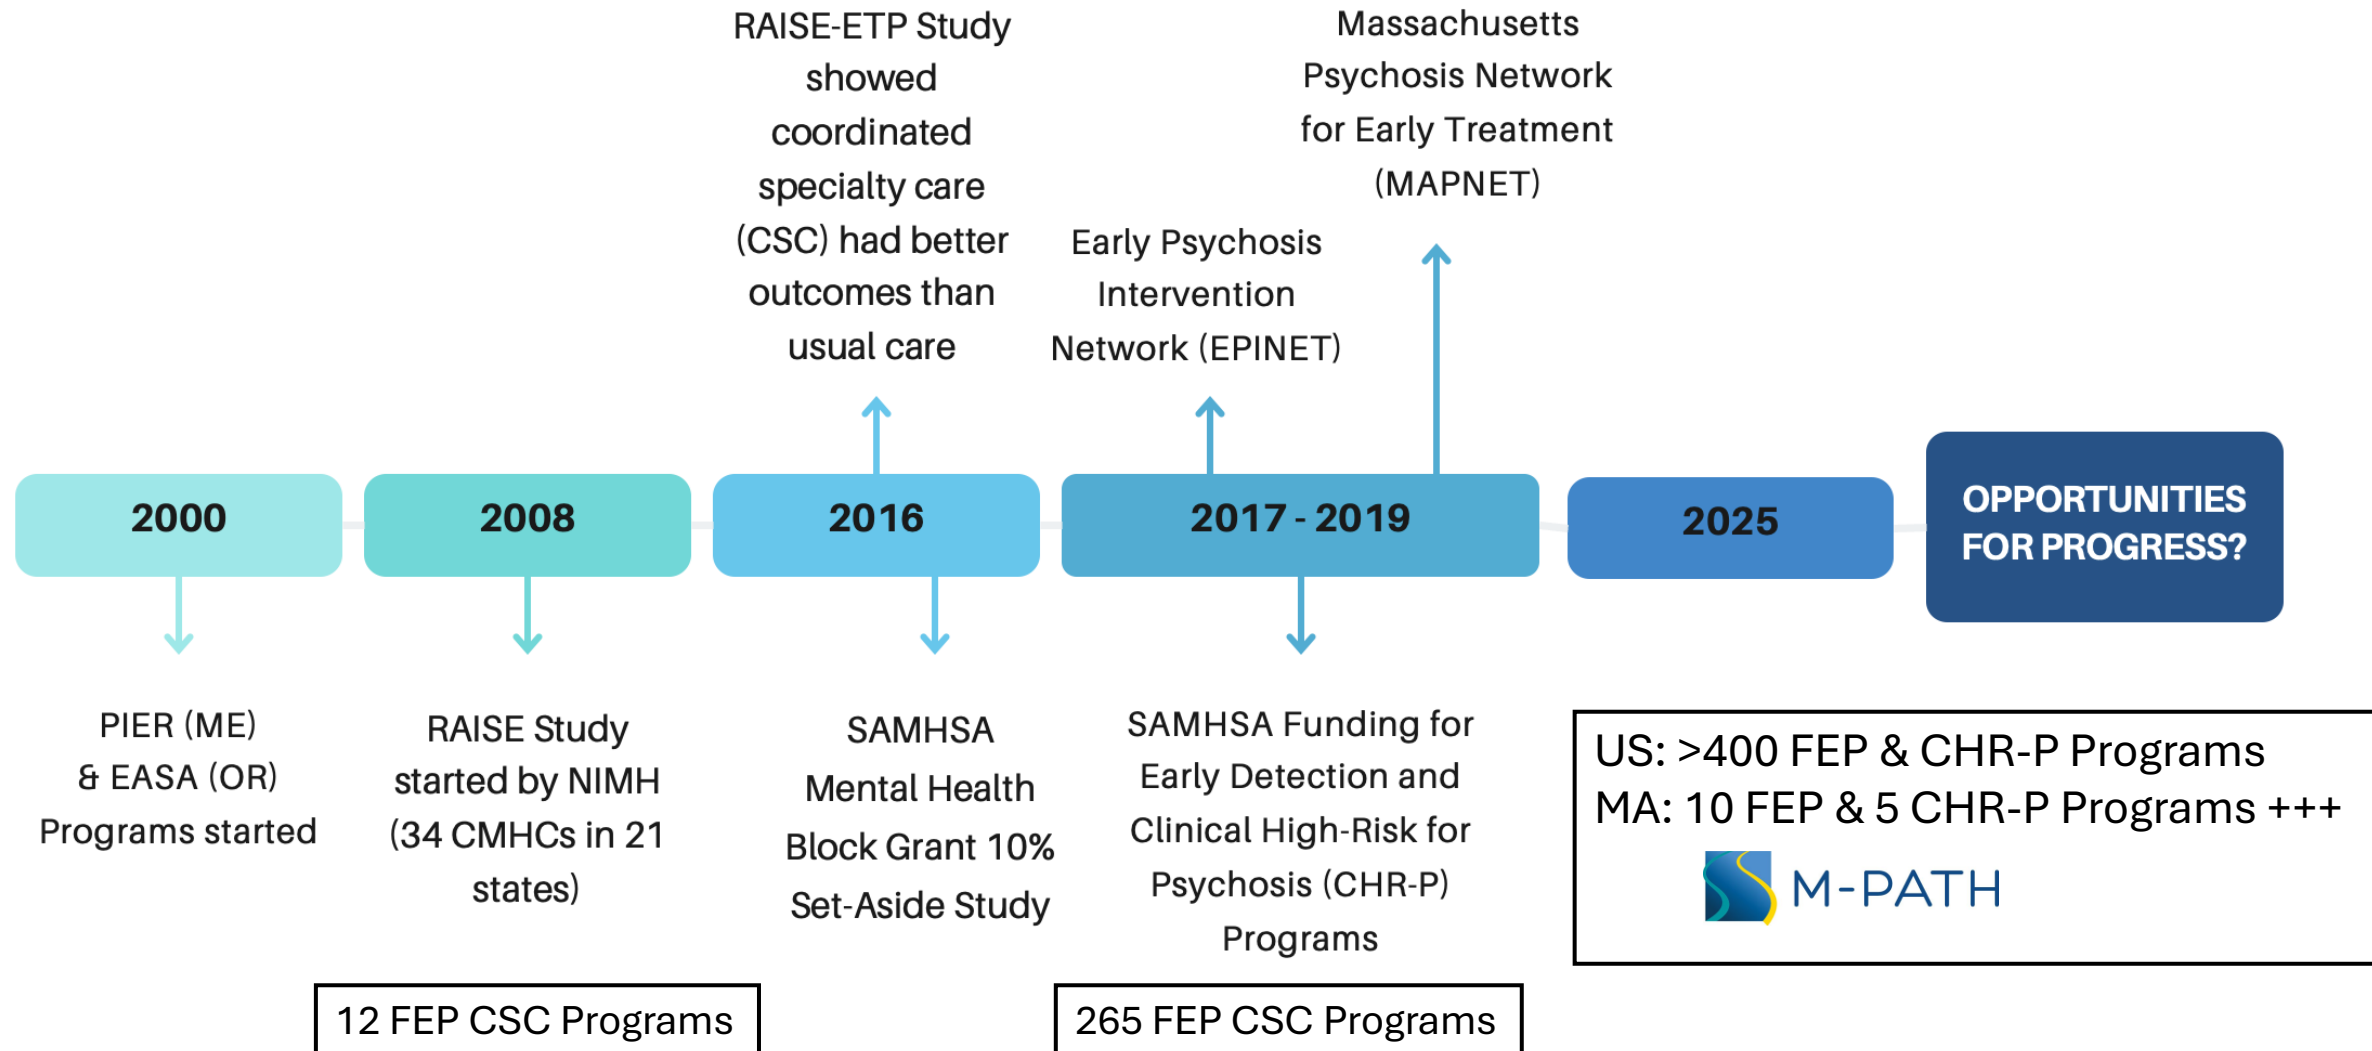 RAISE-ETP Study
showed
coordinated
specialty care
(CSC) had better
outcomes than
usual care
Early Psychosis
Intervention
Network (EPINET)
Massachusetts
Psychosis Network
for Early Treatment
(MAPNET)
2000
2008
2016
2017 - 2019
2025
OPPORTUNITIES
FOR PROGRESS?
PIER (ME)
& EASA (OR)
Programs started
RAISE Study
started by NIMH
(34 CMHCs in 21
states)
SAMHSA
Mental Health
Block Grant 10%
Set-Aside Study
SAMHSA Funding for
Early Detection and
Clinical High-Risk for
Psychosis (CHR-P)
Programs
US: >400 FEP & CHR-P Programs
MA: 10 FEP & 5 CHR-P Programs +++
M-PATH
12 FEP CSC Programs
265 FEP CSC Programs